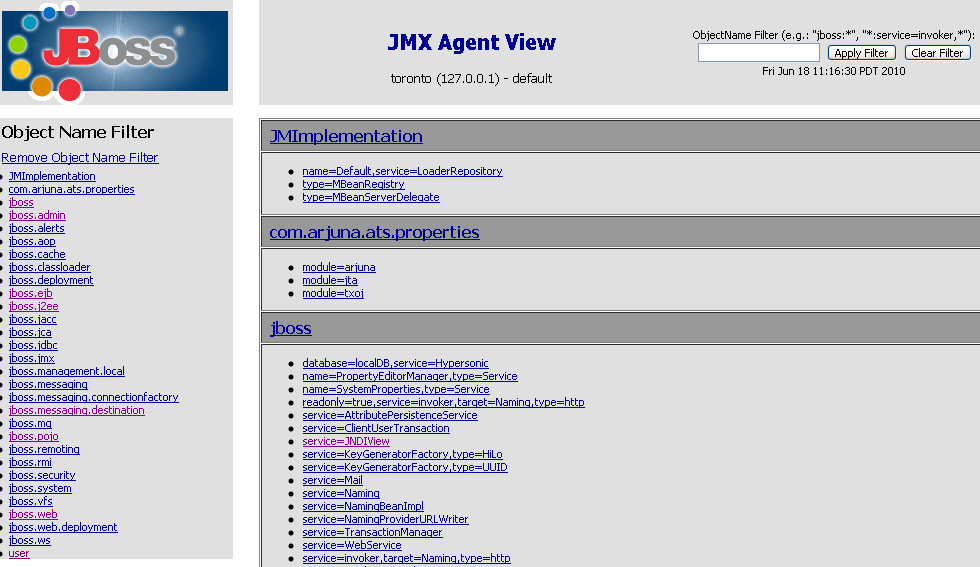 JBoss®
JMX Agent View
toronto (127.0.0.1) - default
ObjectName Filter (e.g.: "jboss:*", "*:service=invoker,*"):
Apply Filter
Clear Filter
Fri Jun 18 11:16:30 PDT 2010
Object Name Filter
Remove Object Name Filter
JMImplementation
com.arjuna.ats.properties
jboss
jboss.admin
jboss.alerts
jboss.aop
jboss.cache
jboss.classloader
jboss.deployment
jboss.ejb
jboss.j2ee
jboss.jacc
jboss.jca
jboss.jdbc
jboss.jmx
jboss.management.local
jboss.messaging
jboss.messaging.connectionfactory
jboss.messaging.destination
jboss.mq
jboss.pojo
jboss.remoting
jboss.rmi
jboss.security
jboss.system
jboss.vfs
jboss.web
jboss.web.deployment
jboss.ws
user
JMImplementation
name=Default,service=LoaderRepository
type=MBeanRegistry
type=MBeanServerDelegate
com.arjuna.ats.properties
module=arjuna
module=jta
module=txoj
jboss
database=localDB,service=Hypersonic
name=PropertyEditorManager,type=Service
name=SystemProperties,type=Service
readonly=true,service=invoker,target=Naming,type=http
service=AttributePersistenceService
service=ClientUserTransaction
service=JNDIView
service=KeyGeneratorFactory,type=HiLo
service=KeyGeneratorFactory,type=UUID
service=Mail
service=Naming
service=NamingBeanImpl
service=NamingProviderURLWriter
service=TransactionManager
service=WebService
service=invoker,target=Naming,type=http